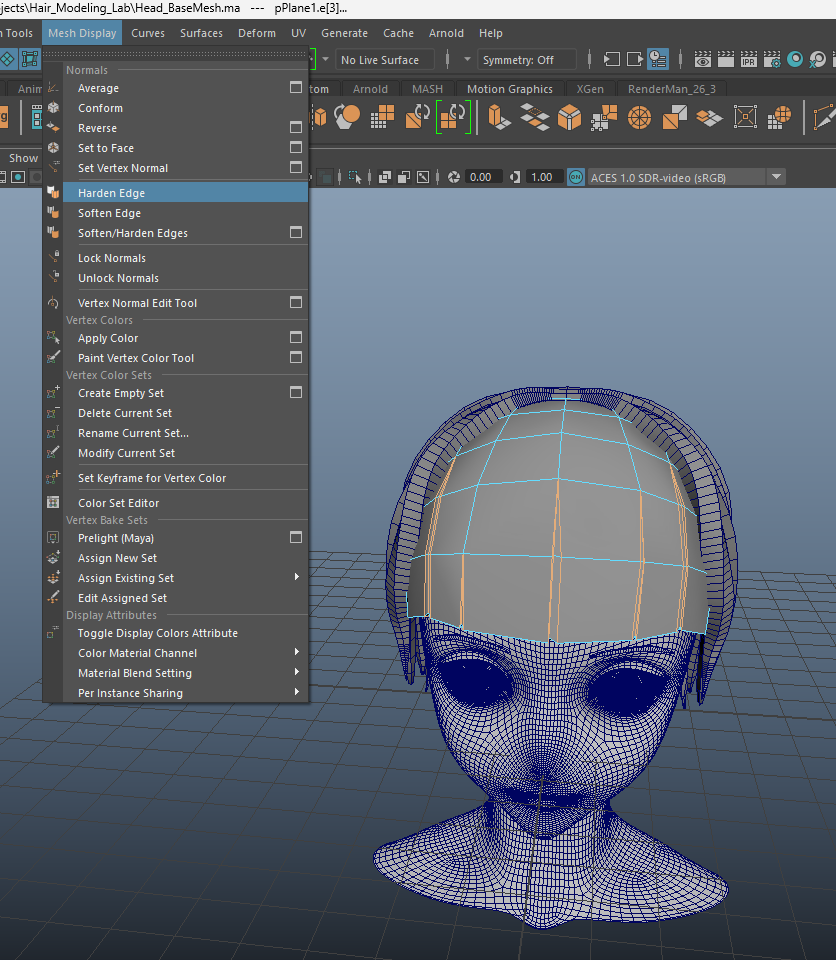 jects\Hair_Modeling_Lab\Head_BaseMesh.ma --- pPlane1.e[3]...
Tools Mesh Display Curves Surfaces Deform UV Generate Cache Arnold Help
No Live Surface Symmetry: Off
IPR
Anim tom Arnold MASH Motion Graphics XGen RenderMan_26_3
Show
0.00 1.00 ON ACES 1.0 SDR-video (sRGB)
Normals
Average
Conform
Reverse
Set to Face
Set Vertex Normal
Harden Edge
Soften Edge
Soften/Harden Edges
Lock Normals
Unlock Normals
Vertex Normal Edit Tool
Vertex Colors
Apply Color
Paint Vertex Color Tool
Vertex Color Sets
Create Empty Set
Delete Current Set
Rename Current Set...
Modify Current Set
Set Keyframe for Vertex Color
Color Set Editor
Vertex Bake Sets
Prelight (Maya)
Assign New Set
Assign Existing Set
Edit Assigned Set
Display Attributes
Toggle Display Colors Attribute
Color Material Channel
Material Blend Setting
Per Instance Sharing